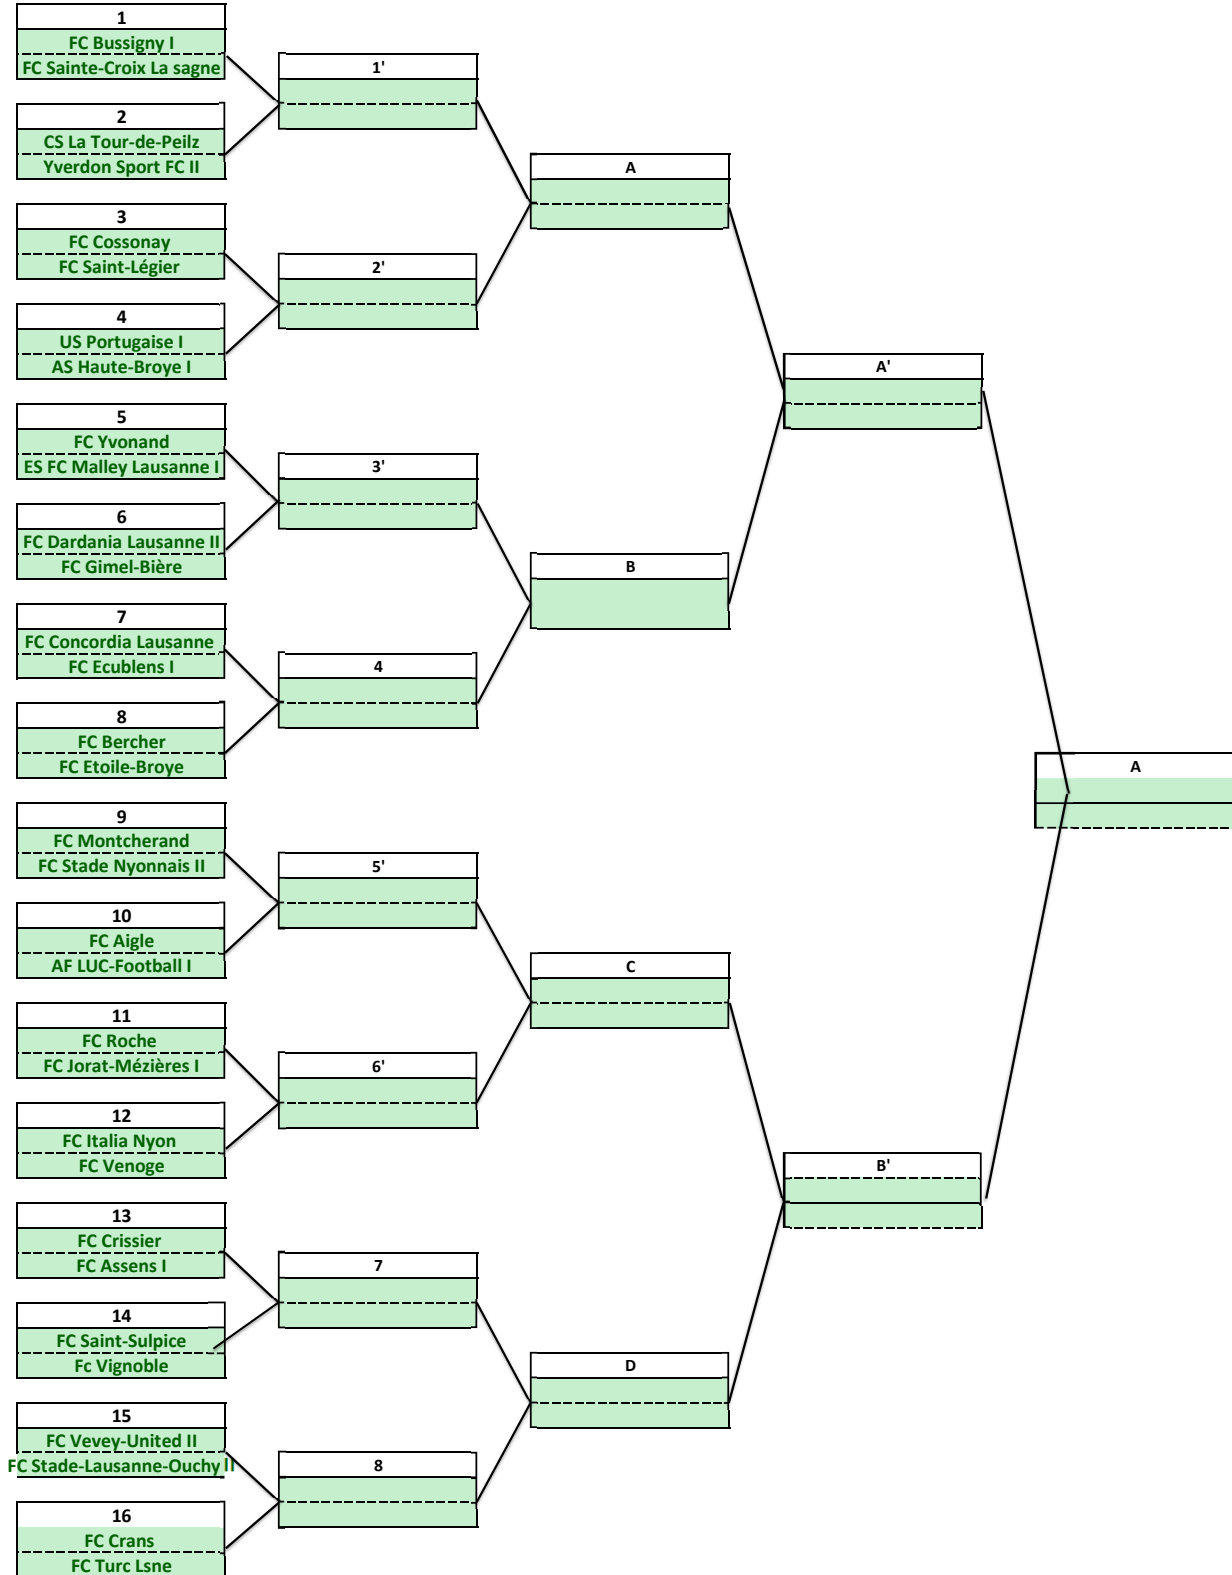 1
FC Bussigny I
FC Sainte-Croix La sagne
2
CS La Tour-de-Peilz
Yverdon Sport FC II
3
FC Cossonay
FC Saint-Légier
4
US Portugaise I
AS Haute-Broye I
5
FC Yvonand
ES FC Malley Lausanne I
6
FC Dardania Lausanne II
FC Gimel-Bière
7
FC Concordia Lausanne
FC Ecublens I
8
FC Bercher
FC Etoile-Broye
9
FC Montcherand
FC Stade Nyonnais II
10
FC Aigle
AF LUC-Football I
11
FC Roche
FC Jorat-Mézières I
12
FC Italia Nyon
FC Venoge
13
FC Crissier
FC Assens I
14
FC Saint-Sulpice
Fc Vignoble
15
FC Vevey-United II
FC Stade-Lausanne-Ouchy II
16
FC Crans
FC Turc Lsne
1'
2'
3'
4
5'
6'
7
8
A
B
C
D
A'
B'
A